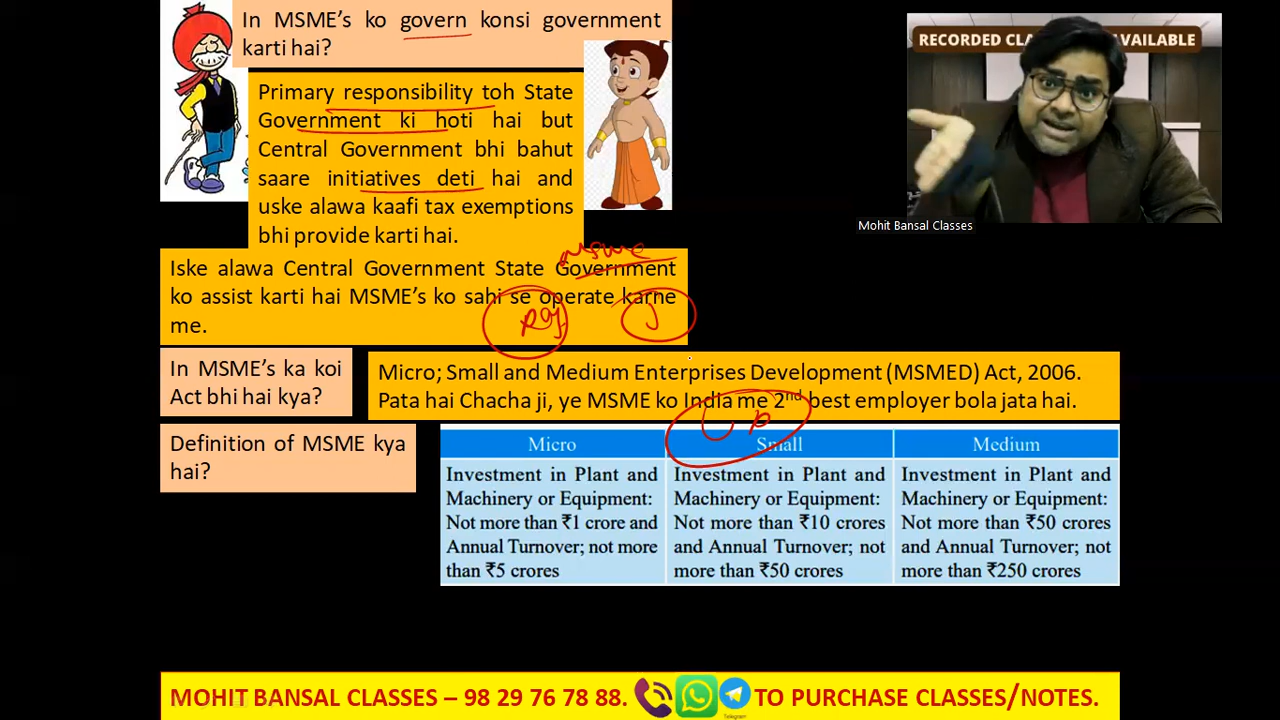 In MSME's ko govern konsi government
karti hai?
RECORDED CLA
VAILABLE
Primary responsibility toh State
Government ki hoti hai but
Central Government bhi bahut
saare initiatives deti hai and
uske alawa kaafi tax exemptions
bhi provide karti hai.
Mohit Bansal Classes
Msme
Iske alawa Central Government State Government
ko assist karti hai MSME's ko sahi se operate karne
me.
Raj
J
In MSME's ka koi
Act bhi hai kya?
Micro; Small and Medium Enterprises Development (MSMED) Act, 2006.
Pata hai Chacha ji, ye MSME ko India me 2nd best employer bola jata hai.
Definition of MSME kya
hai?
Micro
Small
Medium
Investment in Plant and
Machinery or Equipment:
Not more than ₹1 crore and
Annual Turnover; not more
than ₹5 crores
Investment in Plant and
Machinery or Equipment:
Not more than ₹10 crores
and Annual Turnover; not
more than ₹50 crores
Investment in Plant and
Machinery or Equipment:
Not more than ₹50 crores
and Annual Turnover; not
more than ₹250 crores
MOHIT BANSAL CLASSES – 98 29 76 78 88.
Telegram
TO PURCHASE CLASSES/NOTES.